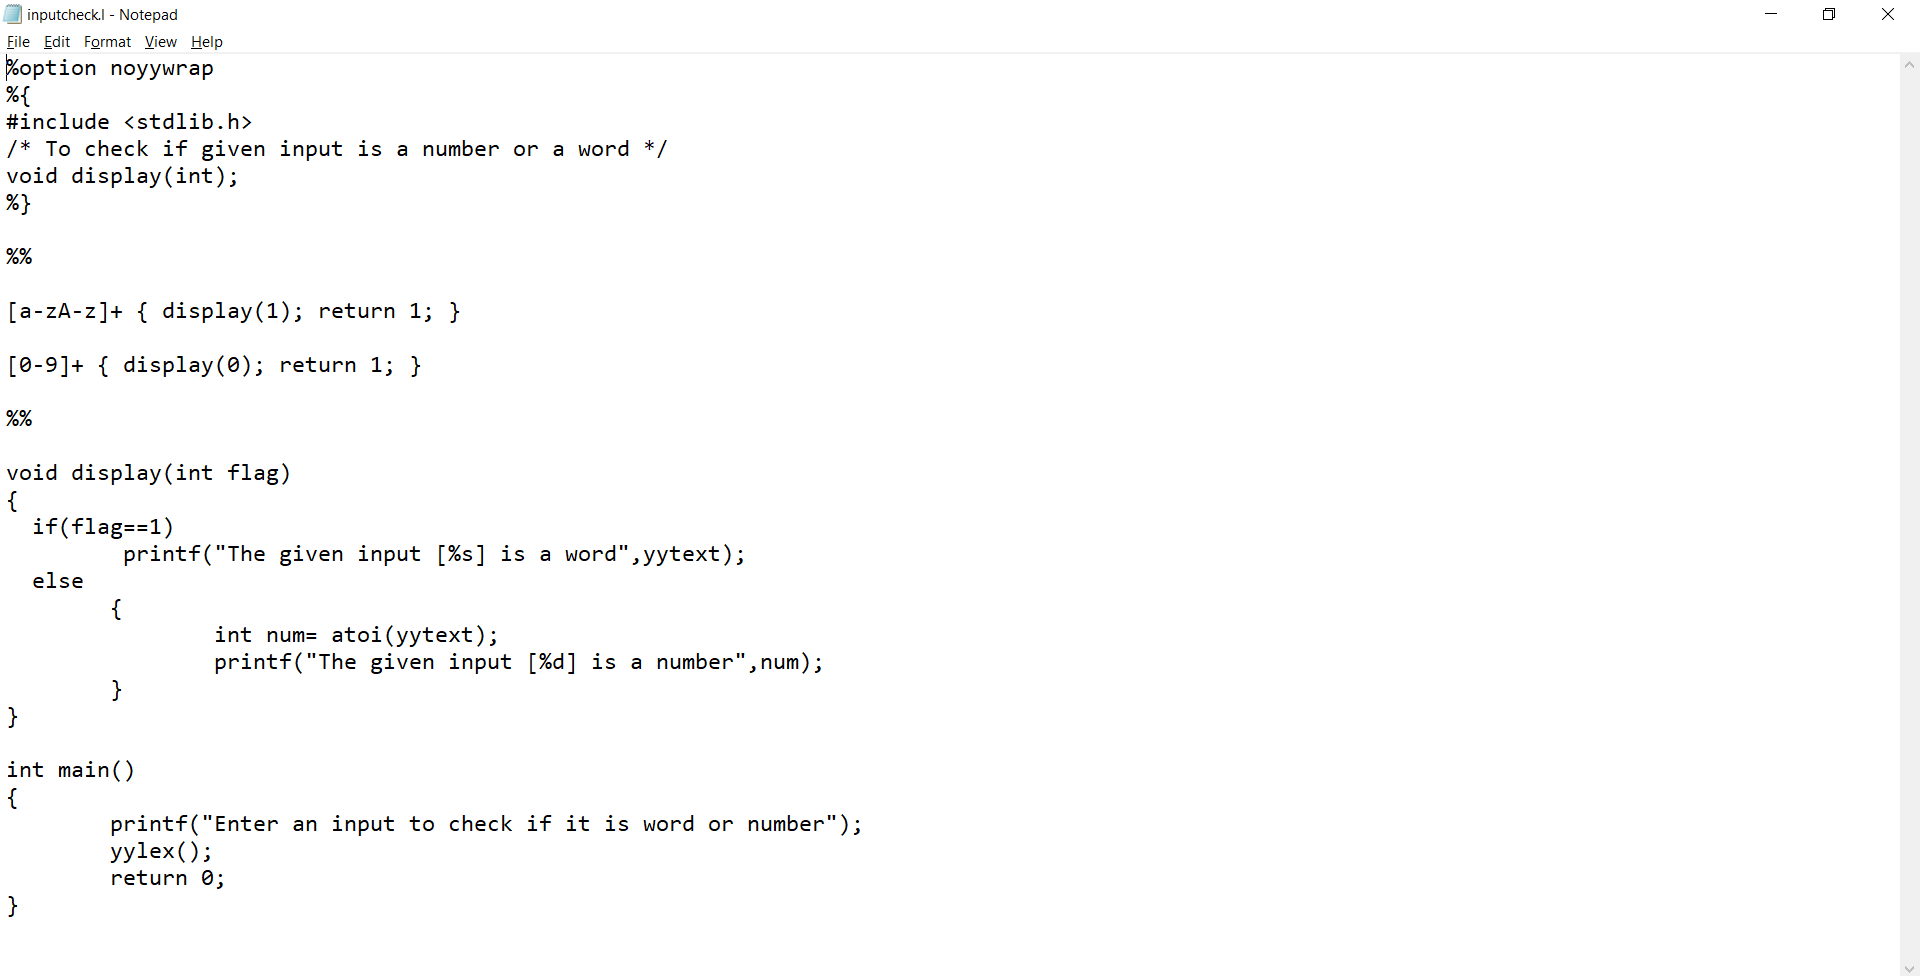 inputcheck.l - Notepad
File Edit Format View Help
%option noyywrap
%{
#include <stdlib.h>
/* To check if given input is a number or a word */
void display(int);
%}
%%
[a-zA-z]+ { display(1); return 1; }
[0-9]+ { display(0); return 1; }
%%
void display(int flag)
{
if(flag==1)
printf("The given input [%s] is a word",yytext);
else
{
int num= atoi(yytext);
printf("The given input [%d] is a number",num);
}
}
int main()
{
printf("Enter an input to check if it is word or number");
yylex();
return 0;
}